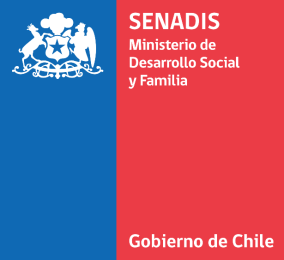 SENADIS
Ministerio de
Desarrollo Social
y Familia
Gobierno de Chile